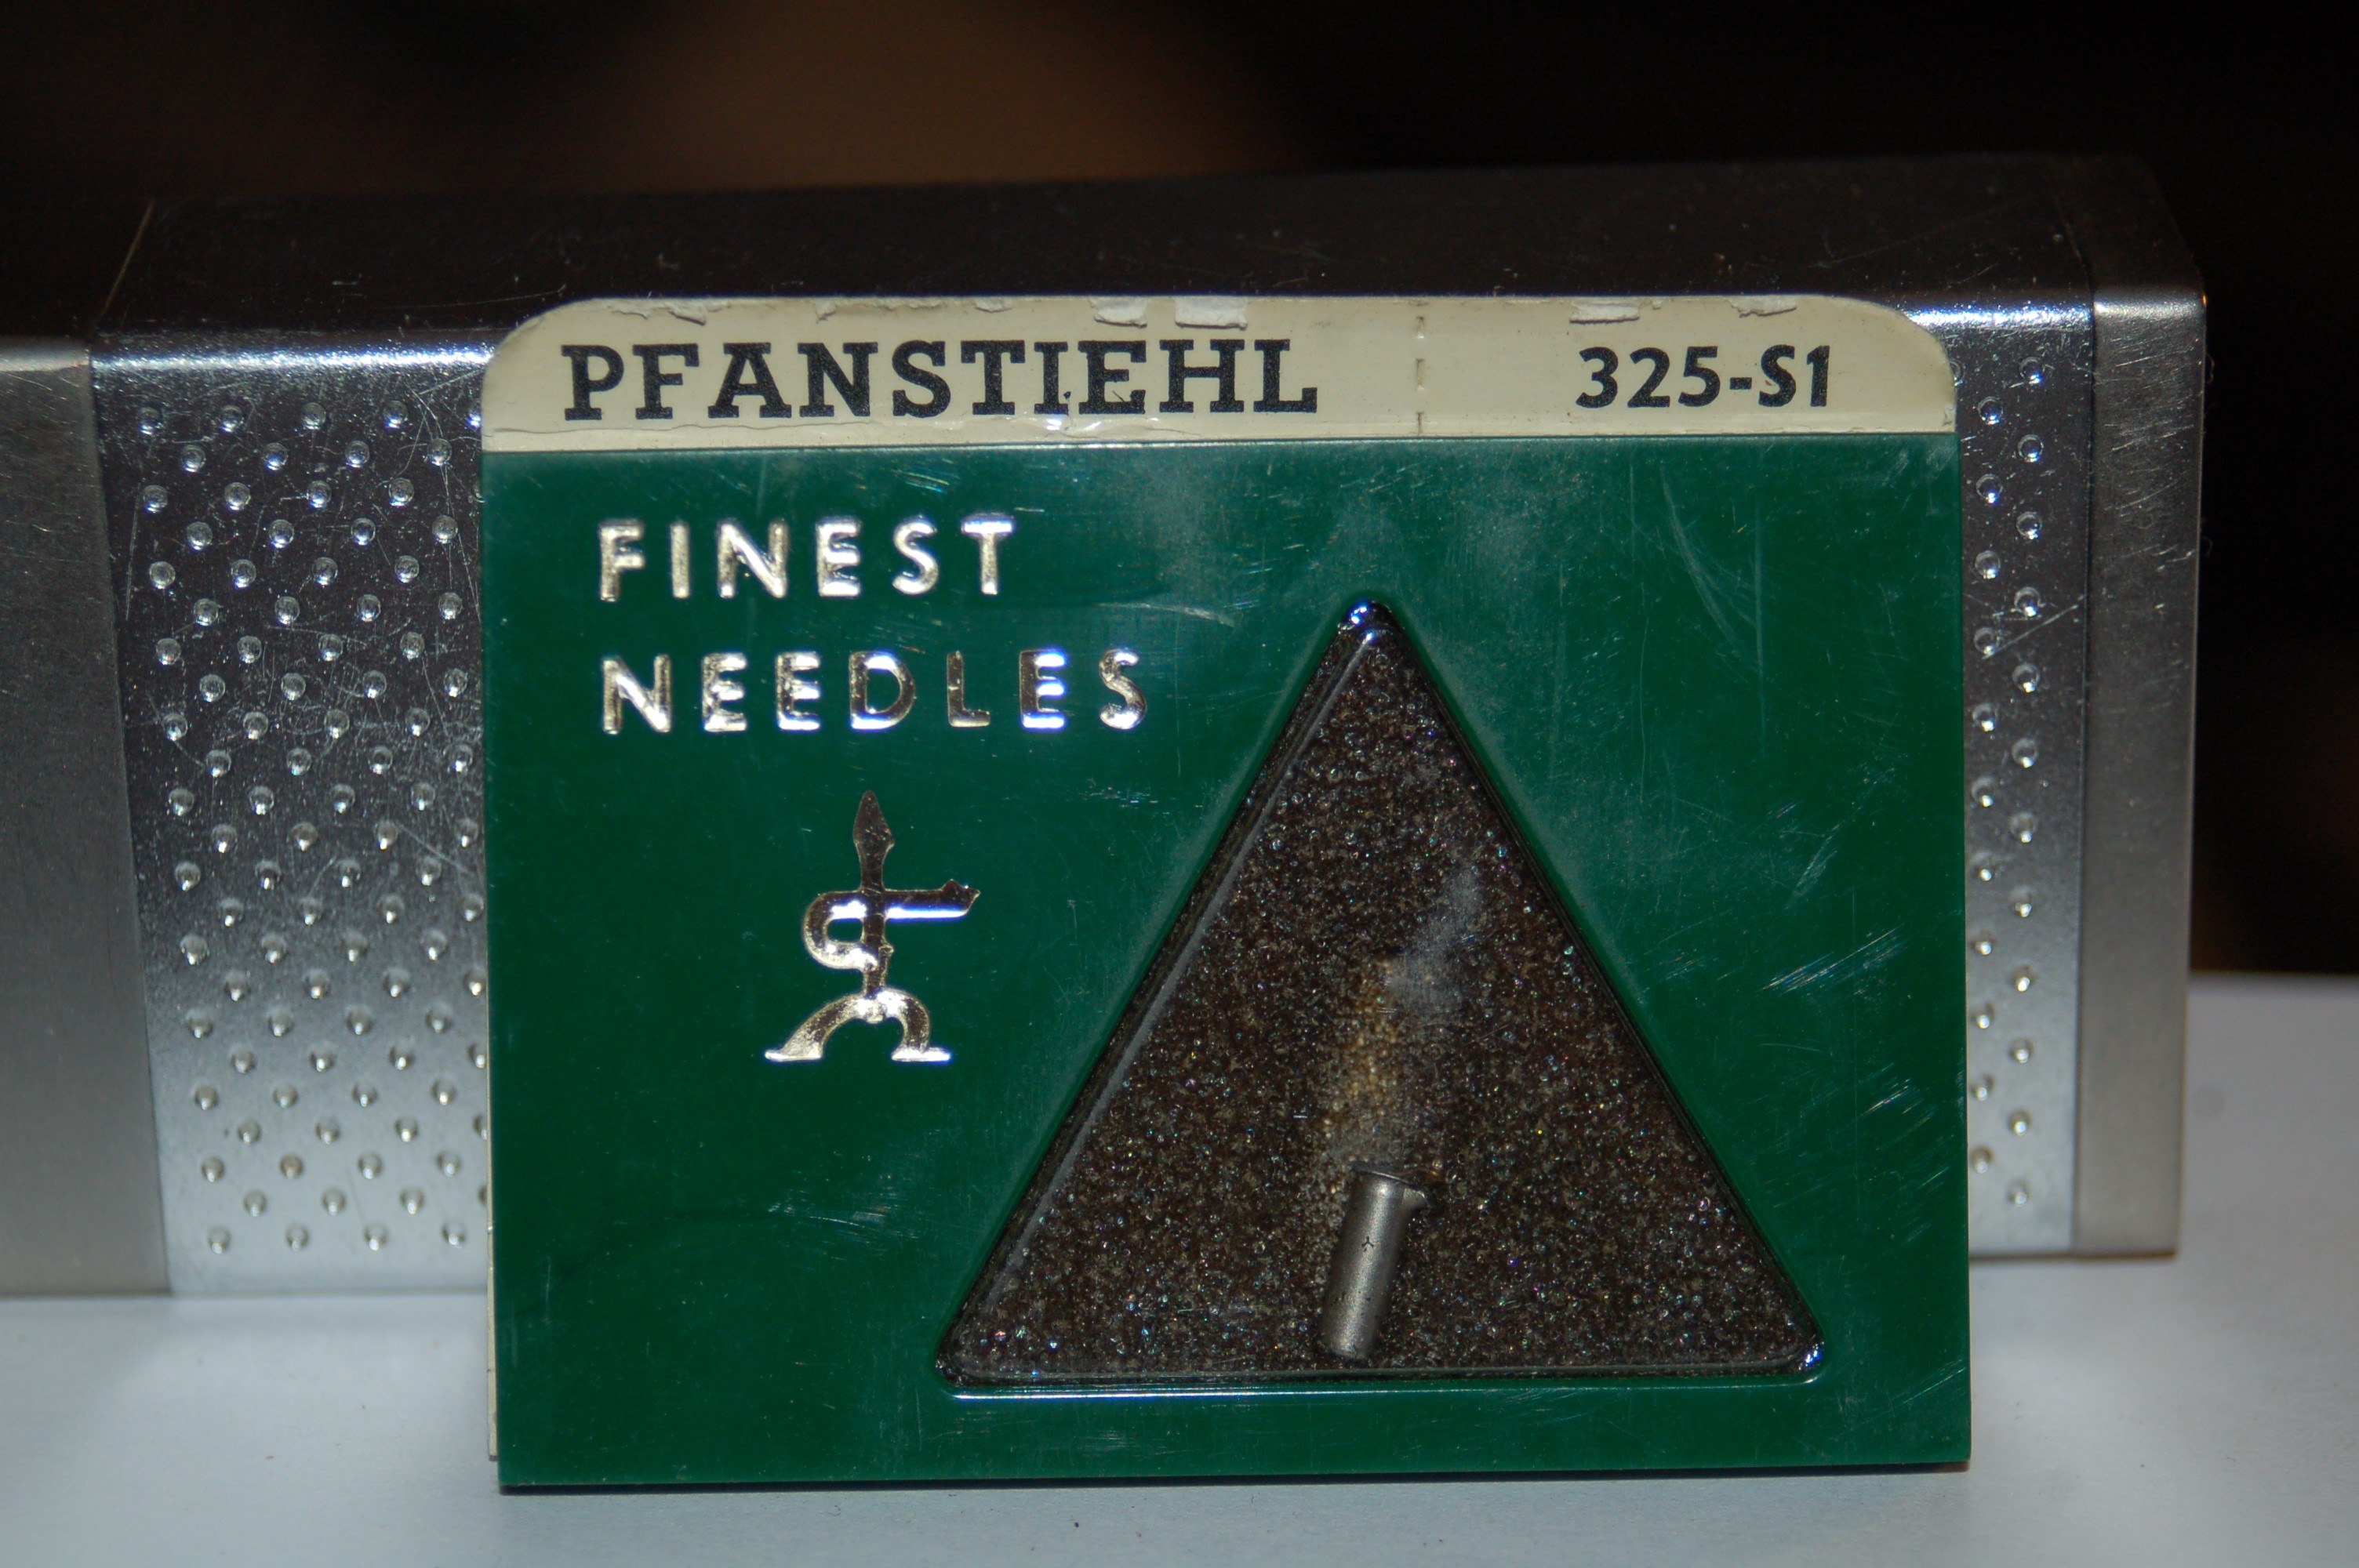 PFANSTIEHL 325-S1
FINEST
NEEDLES